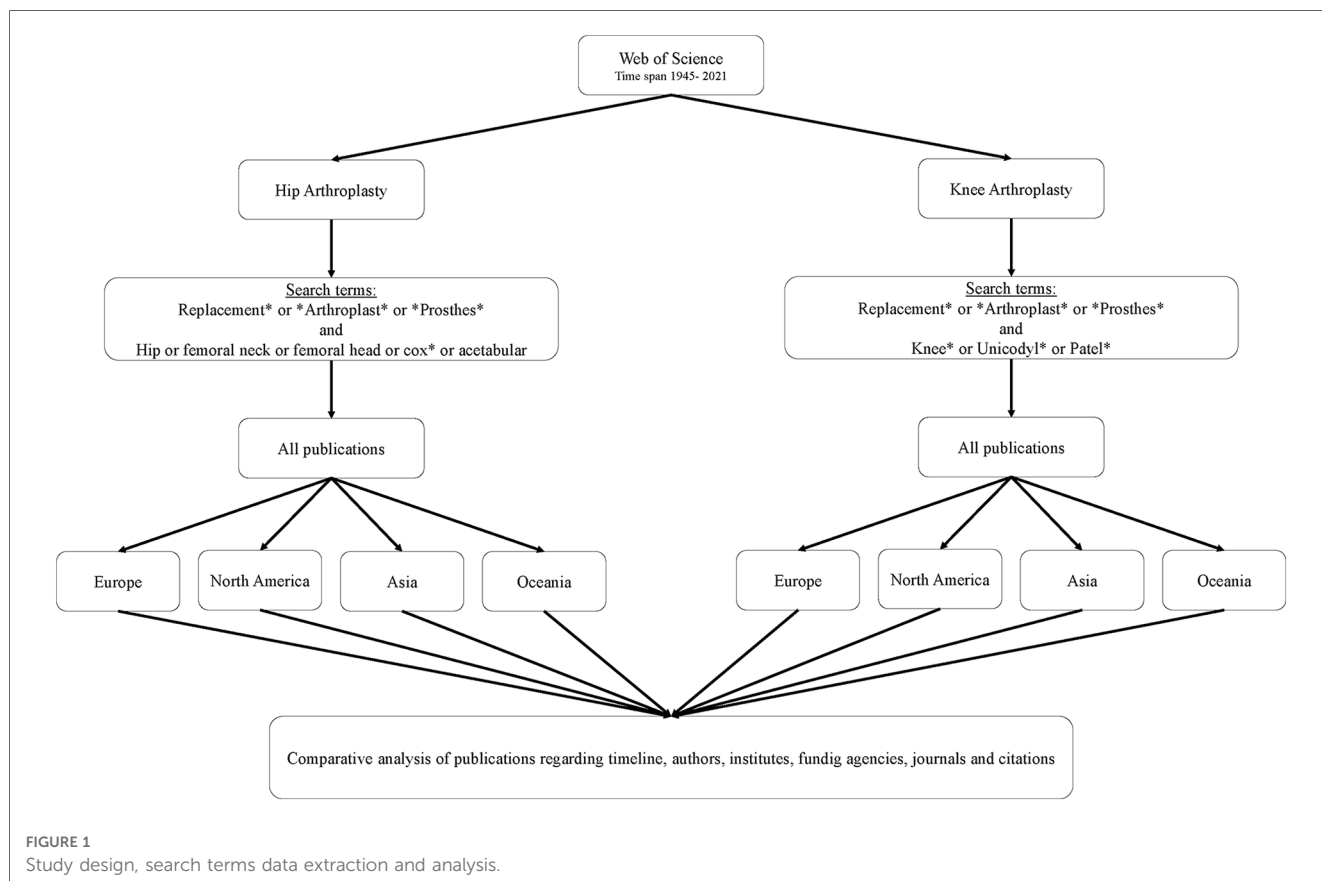 Web of Science
Time span 1945- 2021
Hip Arthroplasty
Knee Arthroplasty
Search terms:
Replacement* or *Arthroplast* or *Prosthes*
and
Hip or femoral neck or femoral head or cox* or acetabular
Search terms:
Replacement* or *Arthroplast* or *Prosthes*
and
Knee* or Unicodyl* or Patel*
All publications
All publications
Europe
North America
Asia
Oceania
Europe
North America
Asia
Oceania
Comparative analysis of publications regarding timeline, authors, institutes, fundig agencies, journals and citations
FIGURE 1
Study design, search terms data extraction and analysis.